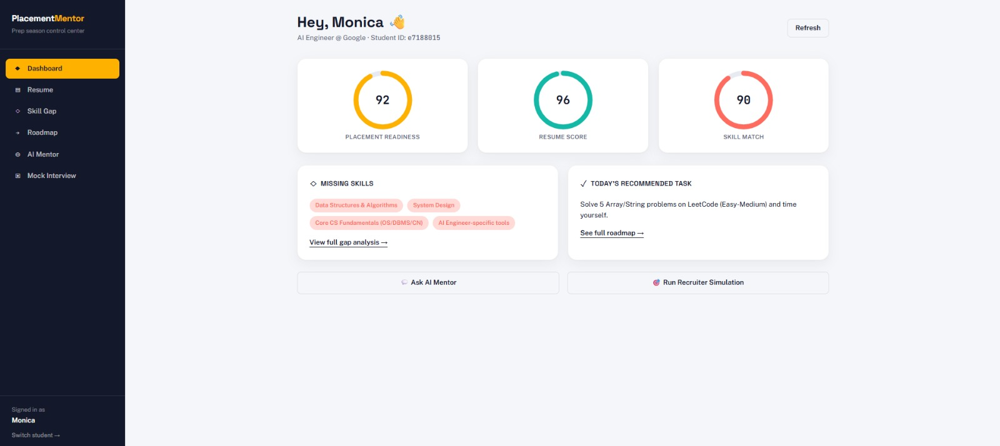 PlacementMentor
Prep season control center
Dashboard
Resume
Skill Gap
Roadmap
AI Mentor
Mock Interview
Signed in as
Monica
Switch student →
Hey, Monica 👋
AI Engineer @ Google · Student ID: e7188015
Refresh
92
PLACEMENT READINESS
96
RESUME SCORE
90
SKILL MATCH
MISSING SKILLS
Data Structures & Algorithms
System Design
Core CS Fundamentals (OS/DBMS/CN)
AI Engineer-specific tools
View full gap analysis →
TODAY'S RECOMMENDED TASK
Solve 5 Array/String problems on LeetCode (Easy-Medium) and time
yourself.
See full roadmap →
Ask AI Mentor
Run Recruiter Simulation